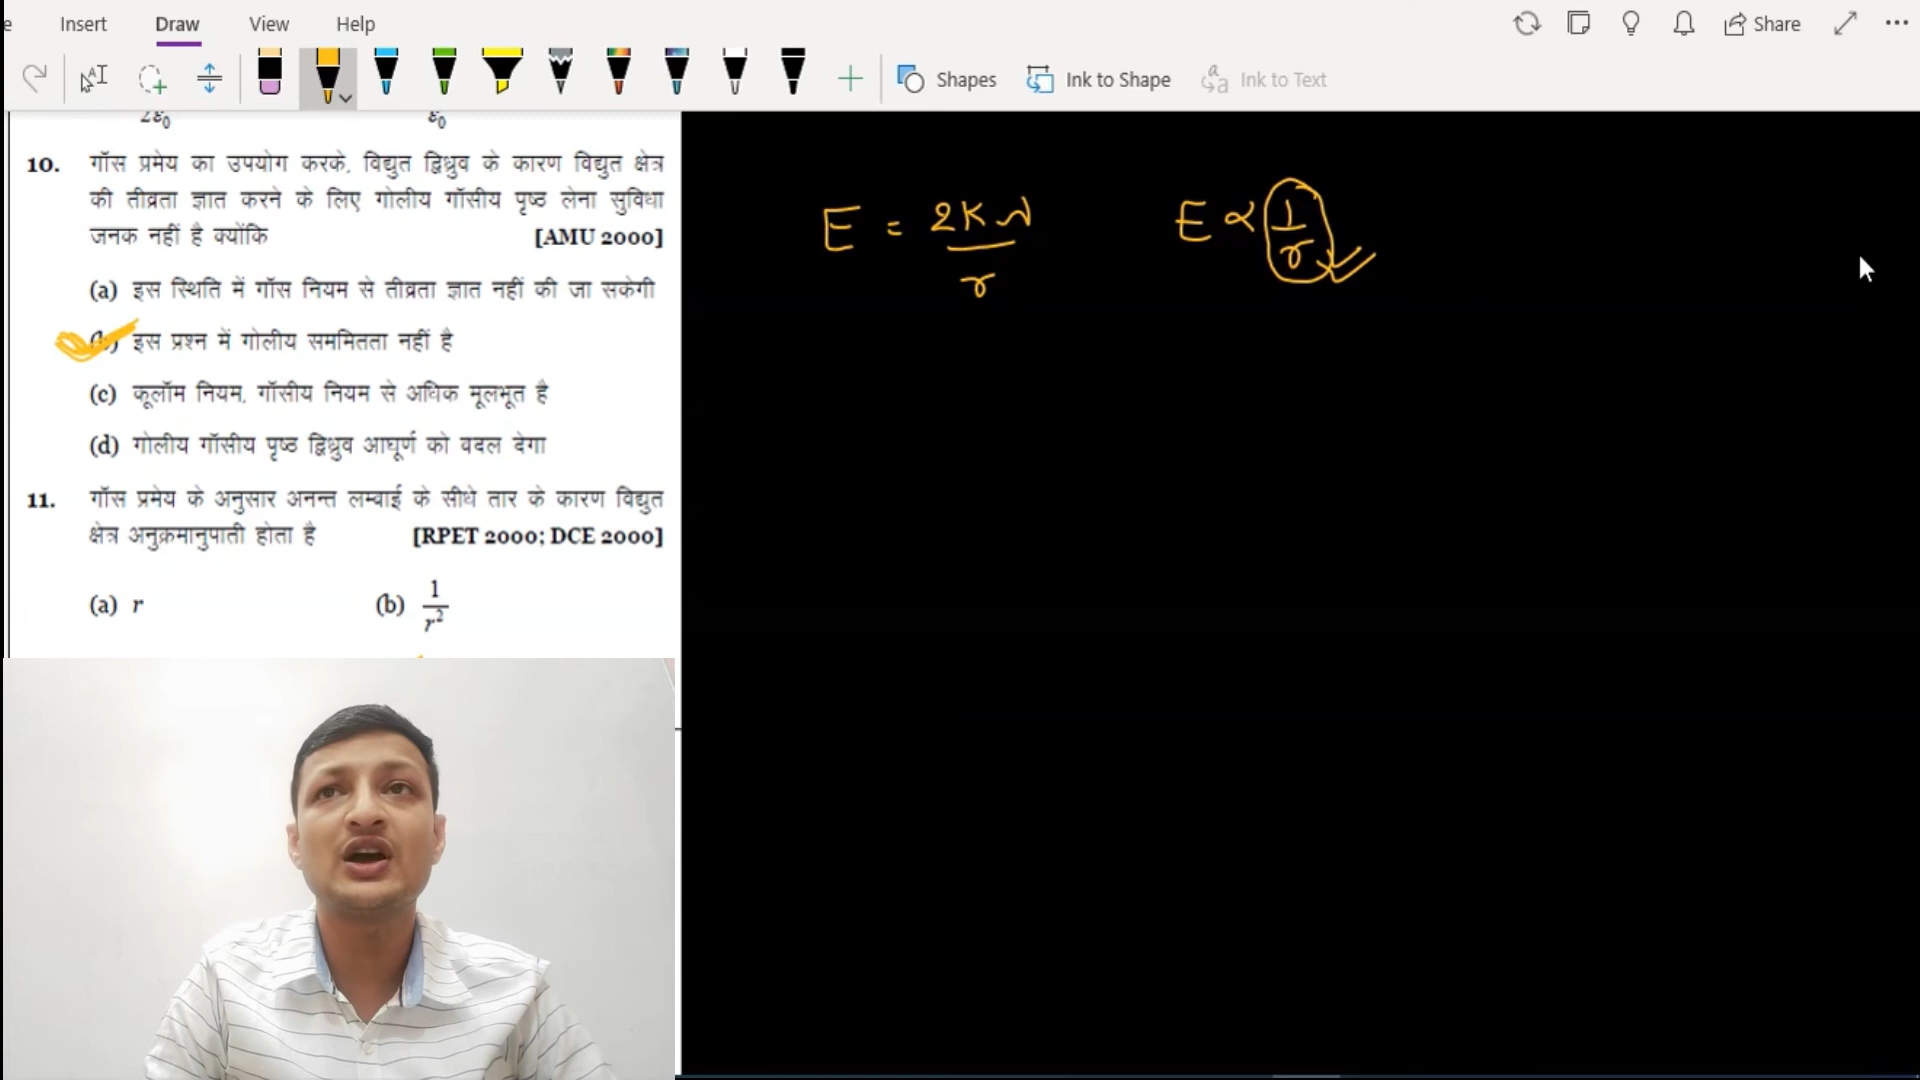 Insert Draw View Help Share
Shapes Ink to Shape Ink to Text
2ε0 ε0
10. गॉस प्रमेय का उपयोग करके, विद्युत द्विध्रुव के कारण विद्युत क्षेत्र
की तीव्रता ज्ञात करने के लिए गोलीय गॉसीय पृष्ठ लेना सुविधा
जनक नहीं है क्योंकि [AMU 2000]
(a) इस स्थिति में गॉस नियम से तीव्रता ज्ञात नहीं की जा सकेगी
(b) इस प्रश्न में गोलीय सममितता नहीं है
(c) कूलॉम नियम, गॉसीय नियम से अधिक मूलभूत है
(d) गोलीय गॉसीय पृष्ठ द्विध्रुव आघूर्ण को बदल देगा
11. गॉस प्रमेय के अनुसार अनन्त लम्बाई के सीधे तार के कारण विद्युत
क्षेत्र अनुक्रमानुपाती होता है [RPET 2000; DCE 2000]
(a) r (b) 1/r²
E = 2Kλ/r E ∝ 1/r